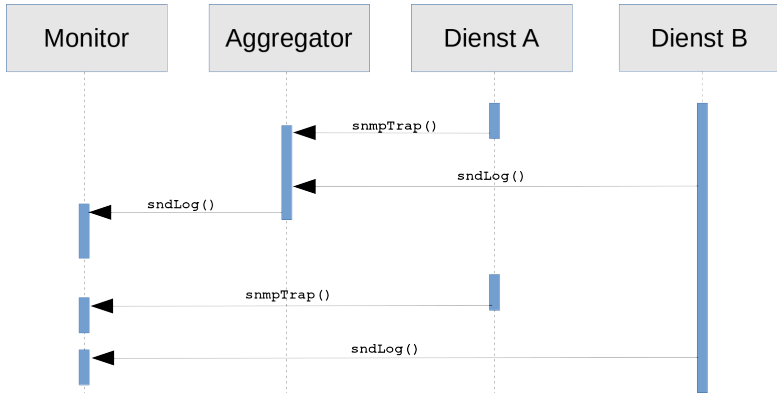 Monitor
Aggregator
Dienst A
Dienst B
snmpTrap()
sndLog()
sndLog()
snmpTrap()
sndLog()